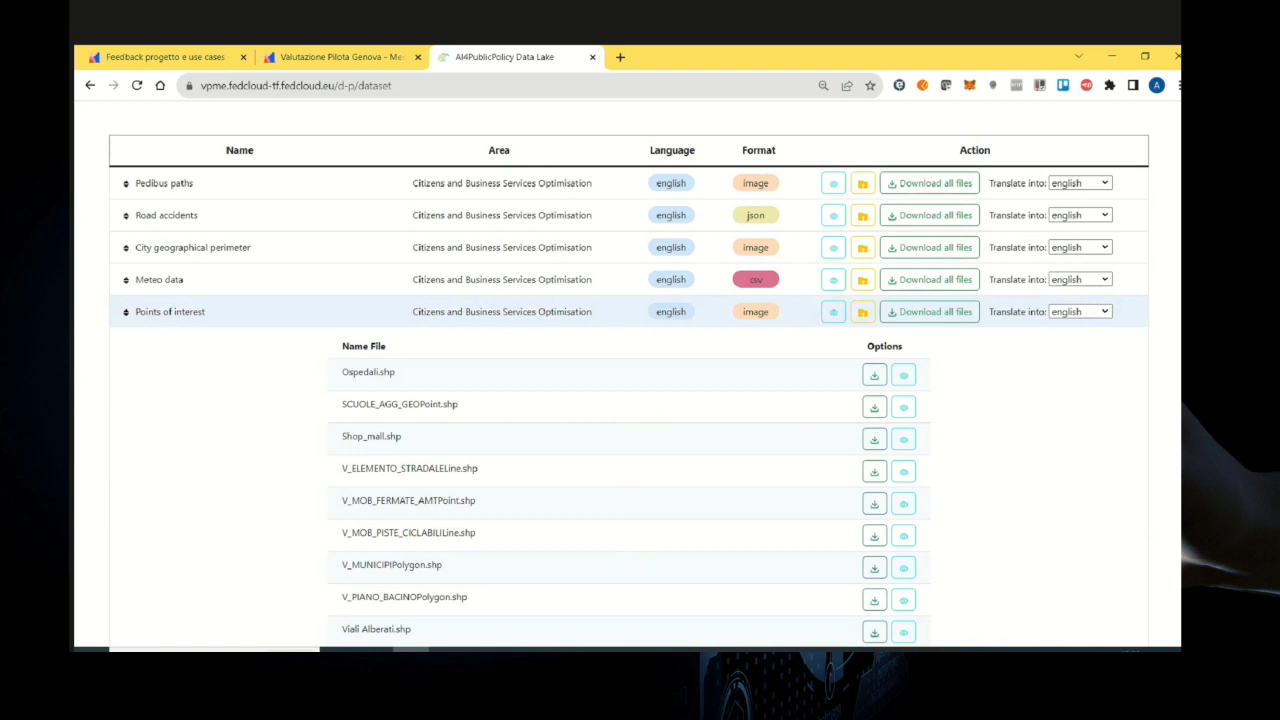 Feedback progetto e use cases
Valutazione Pilota Genova - Me
AI4PublicPolicy Data Lake
vpme.fedcloud-tf.fedcloud.eu/d-p/dataset
A
Name Area Language Format Action
Pedibus paths Citizens and Business Services Optimisation english image Download all files Translate into: english
Road accidents Citizens and Business Services Optimisation english json Download all files Translate into: english
City geographical perimeter Citizens and Business Services Optimisation english image Download all files Translate into: english
Meteo data Citizens and Business Services Optimisation english csv Download all files Translate into: english
Points of interest Citizens and Business Services Optimisation english image Download all files Translate into: english
Name File Options
Ospedali.shp
SCUOLE_AGG_GEOPoint.shp
Shop_mall.shp
V_ELEMENTO_STRADALELine.shp
V_MOB_FERMATE_AMTPoint.shp
V_MOB_PISTE_CICLABILILine.shp
V_MUNICIPIPolygon.shp
V_PIANO_BACINOPolygon.shp
Viali Alberati.shp